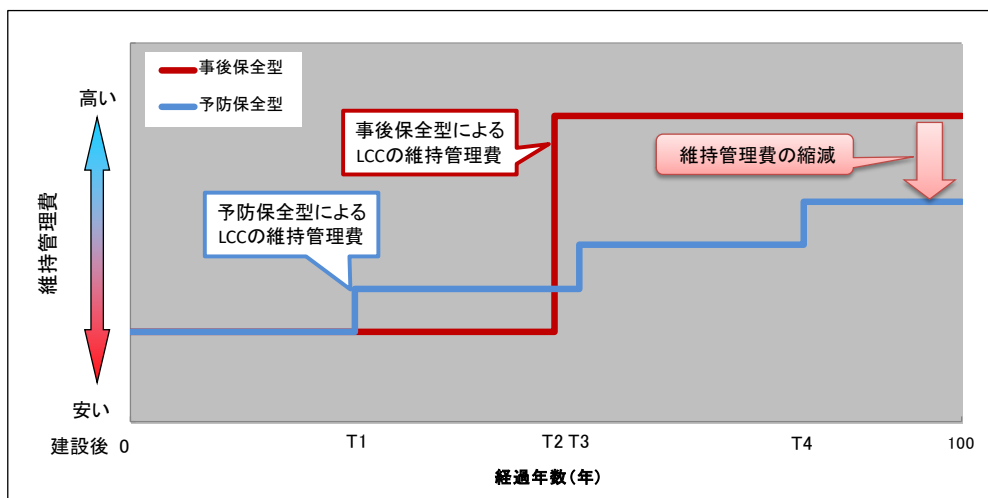 事後保全型
予防保全型
高い
事後保全型による
LCCの維持管理費
維持管理費の縮減
予防保全型による
LCCの維持管理費
維持管理費
安い
建設後 0
T1
T2 T3
T4
100
経過年数(年)